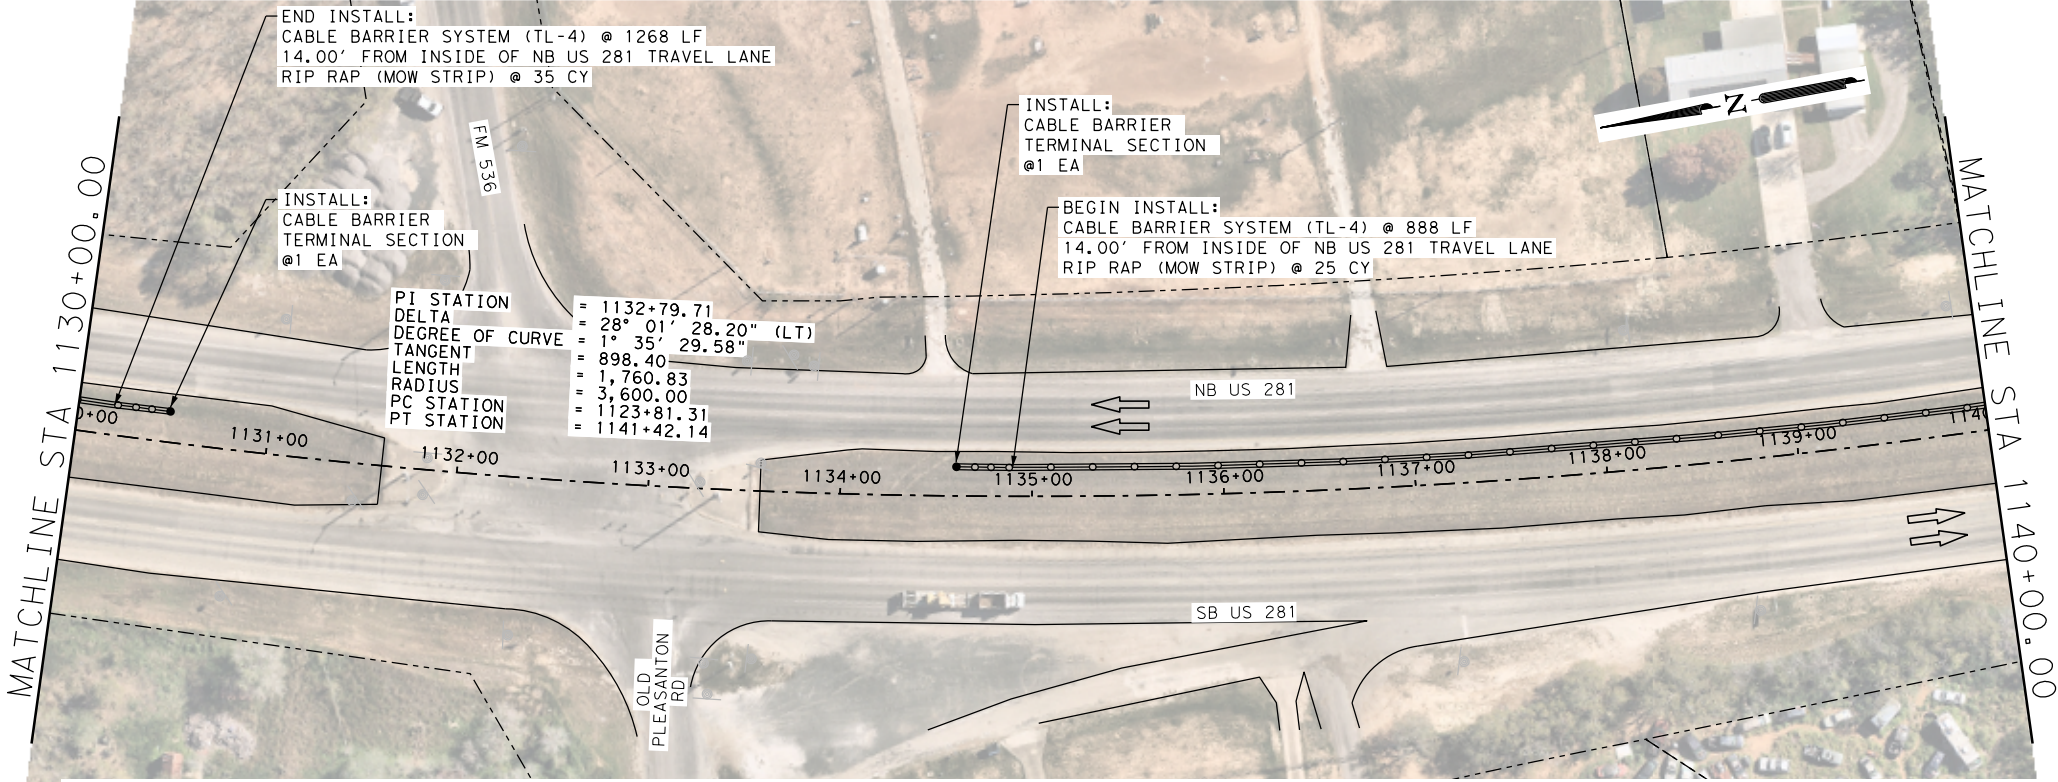 END INSTALL:
CABLE BARRIER SYSTEM (TL-4) @ 1268 LF
14.00' FROM INSIDE OF NB US 281 TRAVEL LANE
RIP RAP (MOW STRIP) @ 35 CY
INSTALL:
CABLE BARRIER
TERMINAL SECTION
@1 EA
FM 536
INSTALL:
CABLE BARRIER
TERMINAL SECTION
@1 EA
BEGIN INSTALL:
CABLE BARRIER SYSTEM (TL-4) @ 888 LF
14.00' FROM INSIDE OF NB US 281 TRAVEL LANE
RIP RAP (MOW STRIP) @ 25 CY
Z
MATCHLINE STA 1130+00.00
MATCHLINE STA 1140+00.00
PI STATION = 1132+79.71
DELTA = 28° 01' 28.20" (LT)
DEGREE OF CURVE = 1° 35' 29.58"
TANGENT = 898.40
LENGTH = 1,760.83
RADIUS = 3,600.00
PC STATION = 1123+81.31
PT STATION = 1141+42.14
NB US 281
0+00
1131+00
1132+00
1133+00
1134+00
1135+00
1136+00
1137+00
1138+00
1139+00
1140
SB US 281
OLD
PLEASANTON
RD